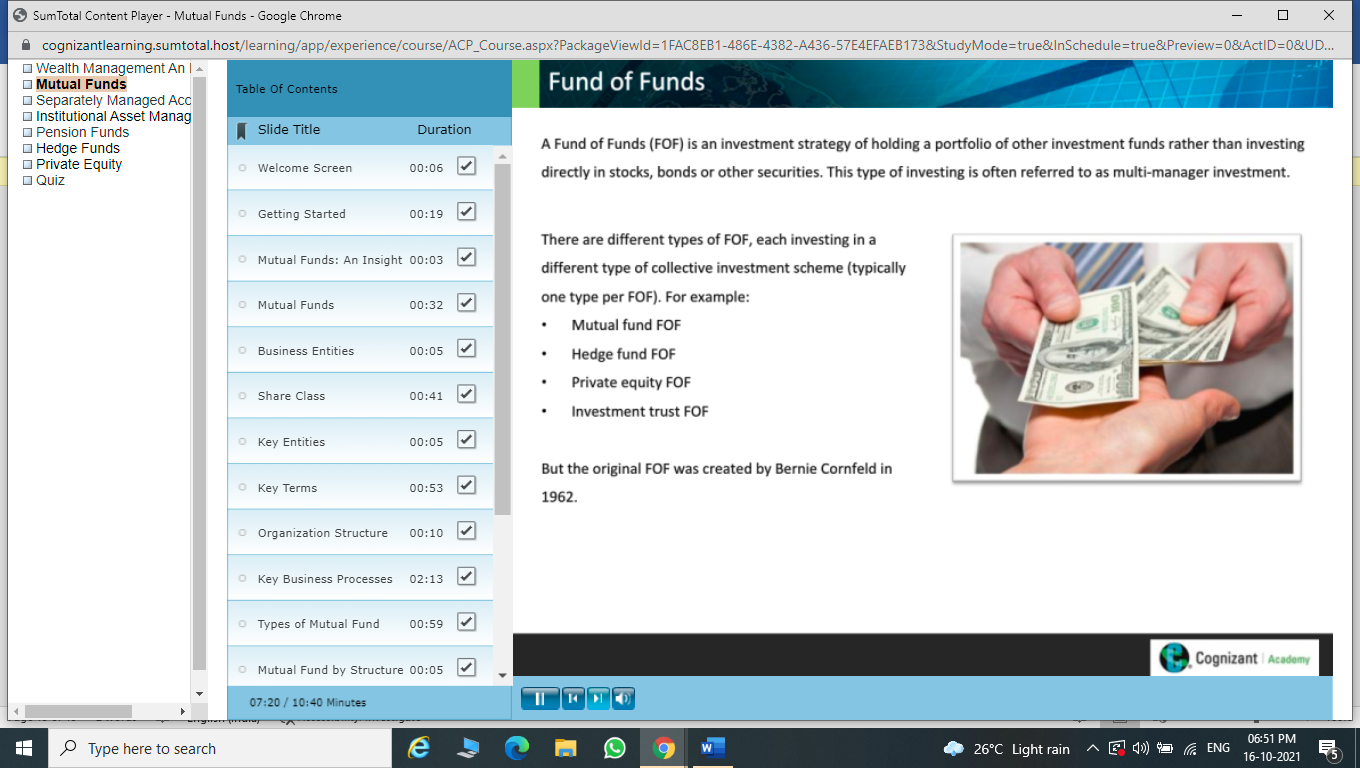 SumTotal Content Player - Mutual Funds - Google Chrome
cognizantlearning.sumtotal.host/learning/app/experience/course/ACP_Course.aspx?PackageViewId=1FAC8EB1-486E-4382-A436-57E4EFAEB173&StudyMode=true&InSchedule=true&Preview=0&ActID=0&UD...
Wealth Management An I
Mutual Funds
Separately Managed Acc
Institutional Asset Manag
Pension Funds
Hedge Funds
Private Equity
Quiz
Table Of Contents
Slide Title Duration
Welcome Screen 00:06
Getting Started 00:19
Mutual Funds: An Insight 00:03
Mutual Funds 00:32
Business Entities 00:05
Share Class 00:41
Key Entities 00:05
Key Terms 00:53
Organization Structure 00:10
Key Business Processes 02:13
Types of Mutual Fund 00:59
Mutual Fund by Structure 00:05
07:20 / 10:40 Minutes
Fund of Funds
A Fund of Funds (FOF) is an investment strategy of holding a portfolio of other investment funds rather than investing
directly in stocks, bonds or other securities. This type of investing is often referred to as multi-manager investment.
There are different types of FOF, each investing in a
different type of collective investment scheme (typically
one type per FOF). For example:
• Mutual fund FOF
• Hedge fund FOF
• Private equity FOF
• Investment trust FOF
But the original FOF was created by Bernie Cornfeld in
1962.
Cognizant | Academy
Type here to search
26°C Light rain
ENG
06:51 PM
16-10-2021
5